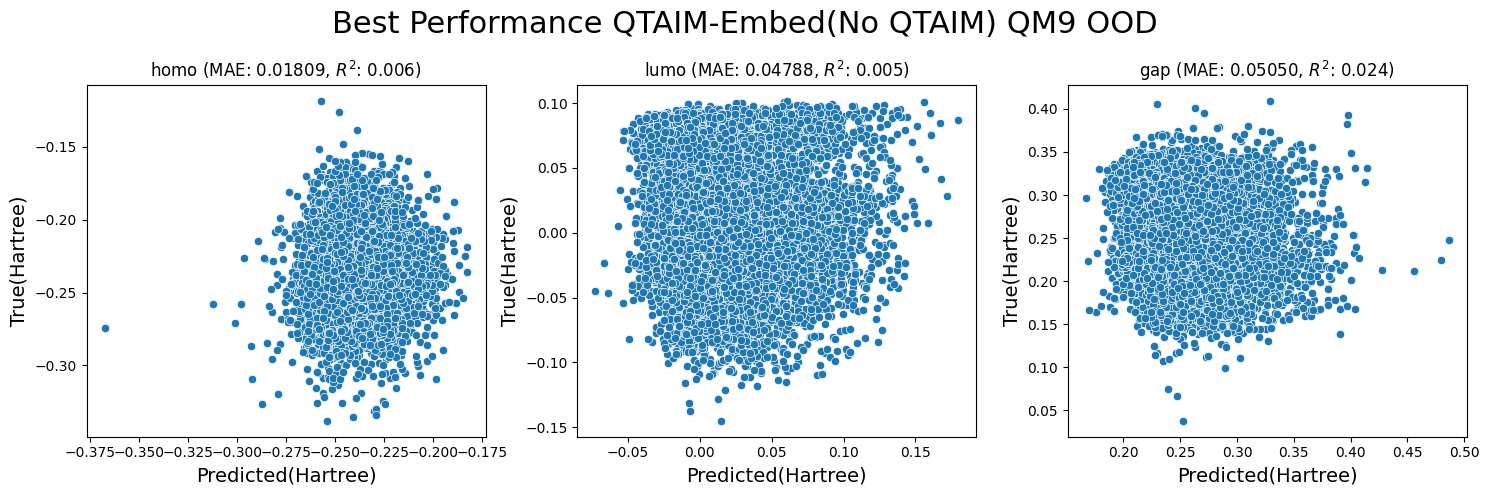 Best Performance QTAIM-Embed(No QTAIM) QM9 OOD
homo (MAE: 0.01809, R²: 0.006)
True(Hartree)
−0.15
−0.20
−0.25
−0.30
−0.375 −0.350 −0.325 −0.300 −0.275 −0.250 −0.225 −0.200 −0.175
Predicted(Hartree)
lumo (MAE: 0.04788, R²: 0.005)
True(Hartree)
0.10
0.05
0.00
−0.05
−0.10
−0.15
−0.05 0.00 0.05 0.10 0.15
Predicted(Hartree)
gap (MAE: 0.05050, R²: 0.024)
True(Hartree)
0.40
0.35
0.30
0.25
0.20
0.15
0.10
0.05
0.20 0.25 0.30 0.35 0.40 0.45 0.50
Predicted(Hartree)